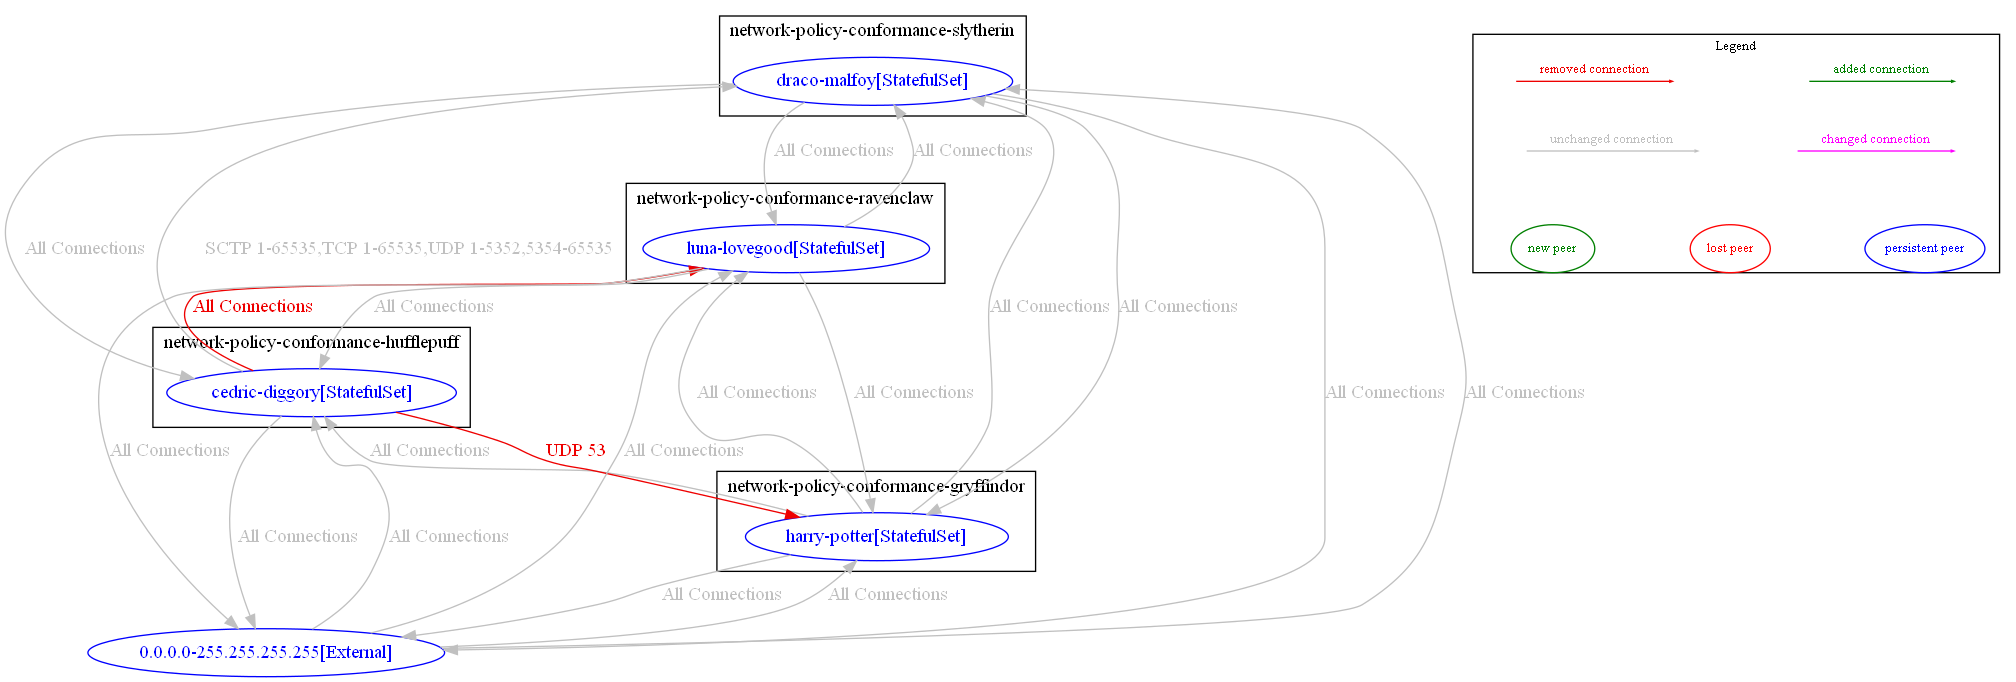 network-policy-conformance-slytherin
draco-malfoy[StatefulSet]
Legend
removed connection
added connection
unchanged connection
changed connection
new peer
lost peer
persistent peer
All Connections
All Connections
network-policy-conformance-ravenclaw
luna-lovegood[StatefulSet]
All Connections
SCTP 1-65535,TCP 1-65535,UDP 1-5352,5354-65535
All Connections
All Connections
All Connections
All Connections
network-policy-conformance-hufflepuff
cedric-diggory[StatefulSet]
All Connections
All Connections
All Connections
All Connections
All Connections
All Connections
UDP 53
All Connections
network-policy-conformance-gryffindor
harry-potter[StatefulSet]
All Connections
All Connections
All Connections
All Connections
0.0.0.0-255.255.255.255[External]